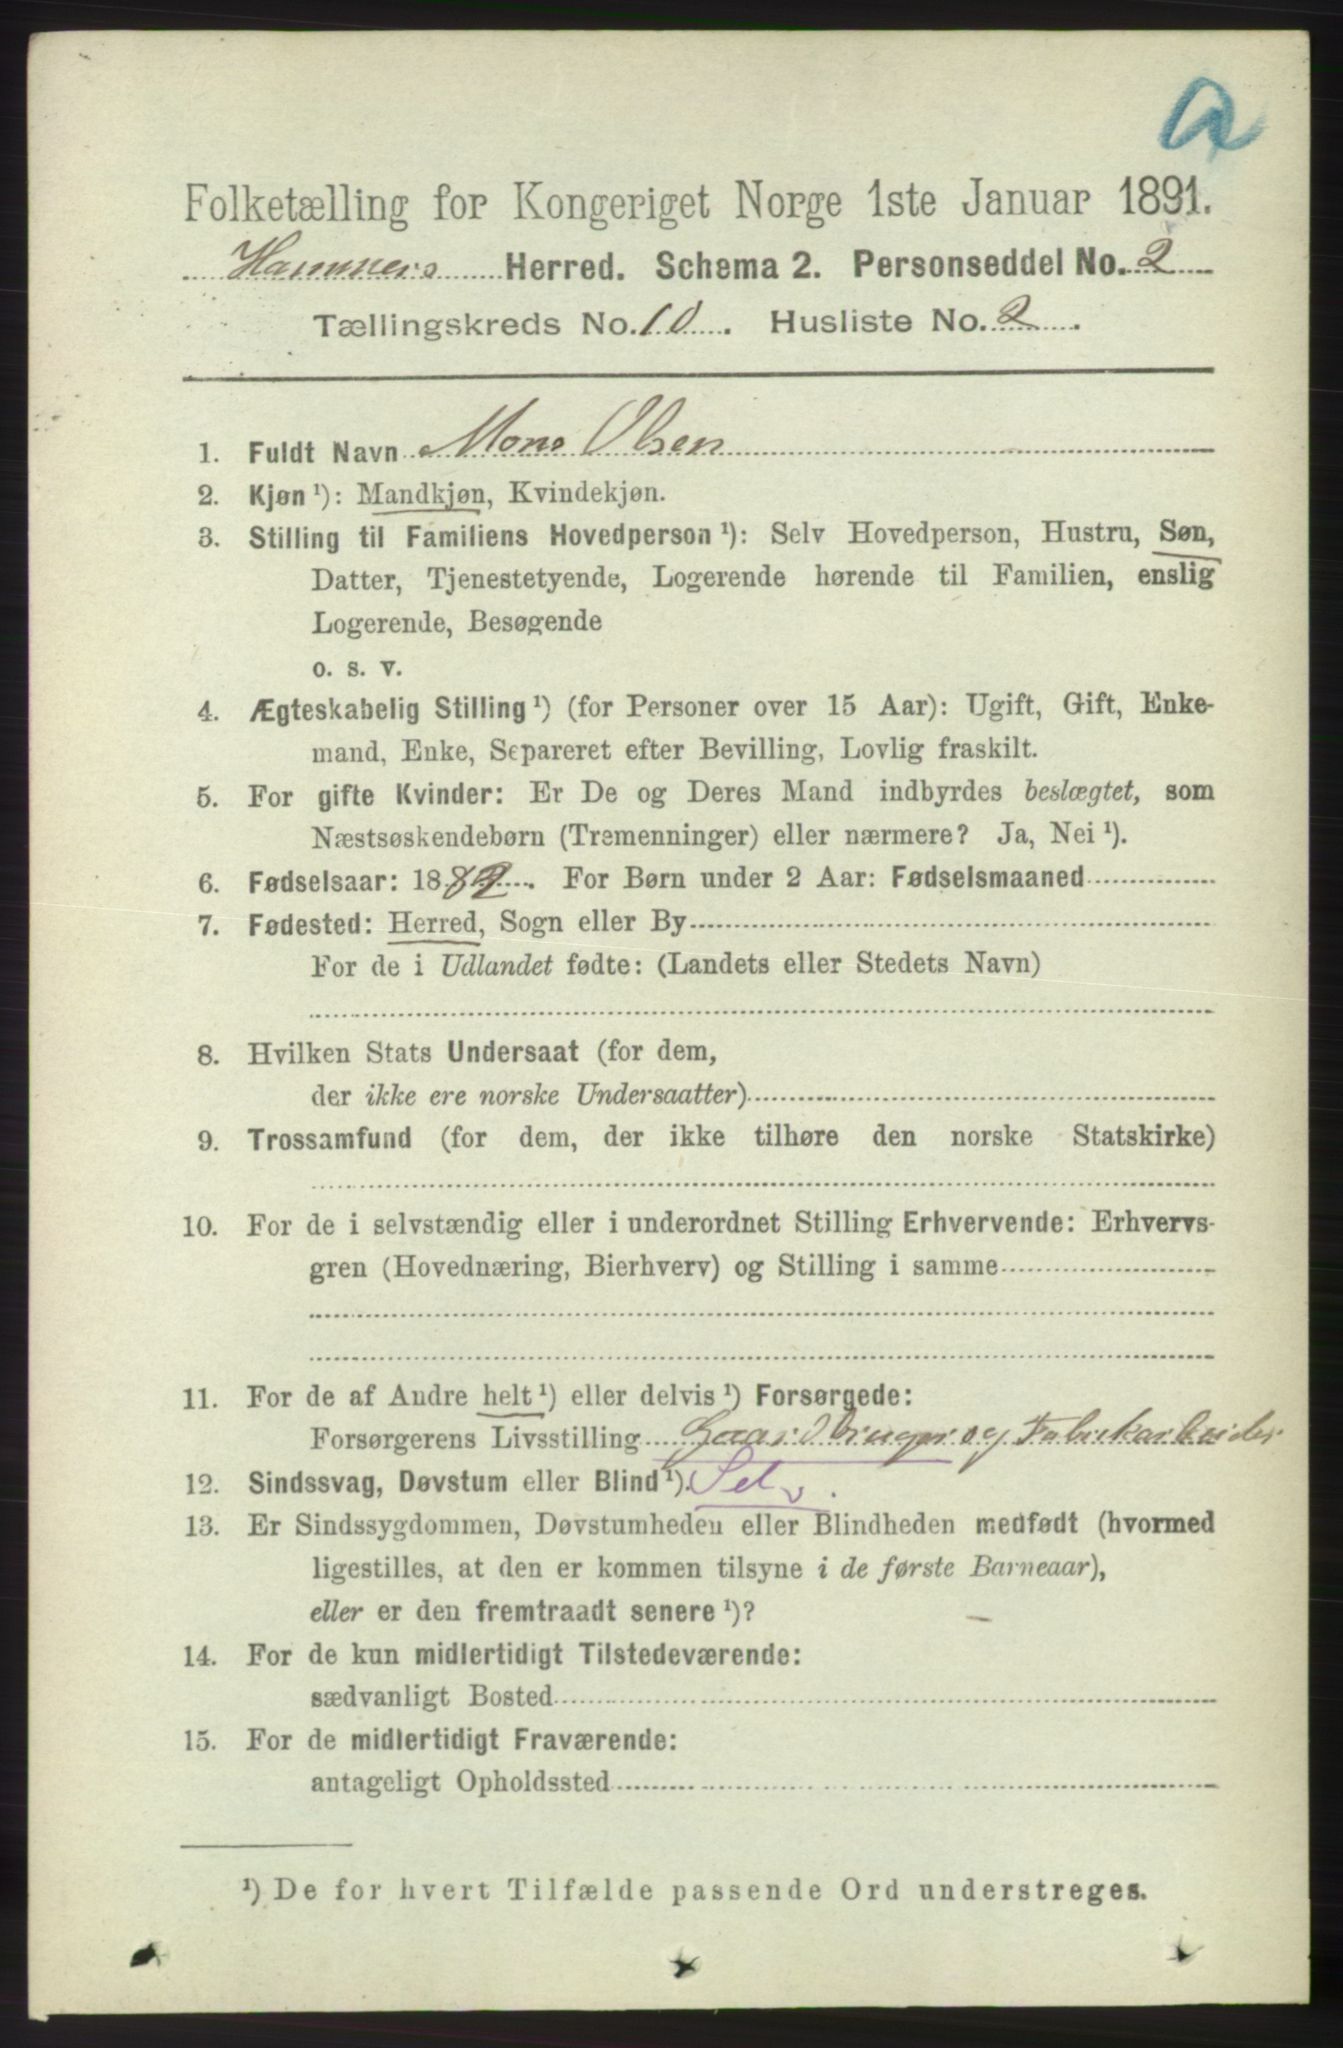 a
Folketælling for Kongeriget Norge 1ste Januar 1891.
Hammers Herred. Schema 2. Personseddel No. 2
Tællingskreds No. 10. Husliste No. 2.
1. Fuldt Navn Mons Olsen
2. Kjøn ¹): Mandkjøn, Kvindekjøn.
3. Stilling til Familiens Hovedperson ¹): Selv Hovedperson, Hustru, Søn,
Datter, Tjenestetyende, Logerende hørende til Familien, enslig
Logerende, Besøgende
o. s. v.
4. Ægteskabelig Stilling ¹) (for Personer over 15 Aar): Ugift, Gift, Enke-
mand, Enke, Separeret efter Bevilling, Lovlig fraskilt.
5. For gifte Kvinder: Er De og Deres Mand indbyrdes beslægtet, som
Næstsøskendebørn (Tremenninger) eller nærmere? Ja, Nei ¹).
6. Fødselsaar: 18. For Børn under 2 Aar: Fødselsmaaned
7. Fødested: Herred, Sogn eller By
For de i Udlandet fødte: (Landets eller Stedets Navn)
8. Hvilken Stats Undersaat (for dem,
der ikke ere norske Undersaatter)
9. Trossamfund (for dem, der ikke tilhøre den norske Statskirke)
10. For de i selvstændig eller i underordnet Stilling Erhvervende: Erhvervs-
gren (Hovednæring, Bierhverv) og Stilling i samme
11. For de af Andre helt ¹) eller delvis ¹) Forsørgede:
Forsørgerens Livsstilling Gaardbruger og Fabrikarbeider
12. Sindssvag, Døvstum eller Blind ¹). Selv.
13. Er Sindssygdommen, Døvstumheden eller Blindheden medfødt (hvormed
ligestilles, at den er kommen tilsyne i de første Barneaar),
eller er den fremtraadt senere ¹)?
14. For de kun midlertidigt Tilstedeværende:
sædvanligt Bosted
15. For de midlertidigt Fraværende:
antageligt Opholdssted
¹) De for hvert Tilfælde passende Ord understreges.